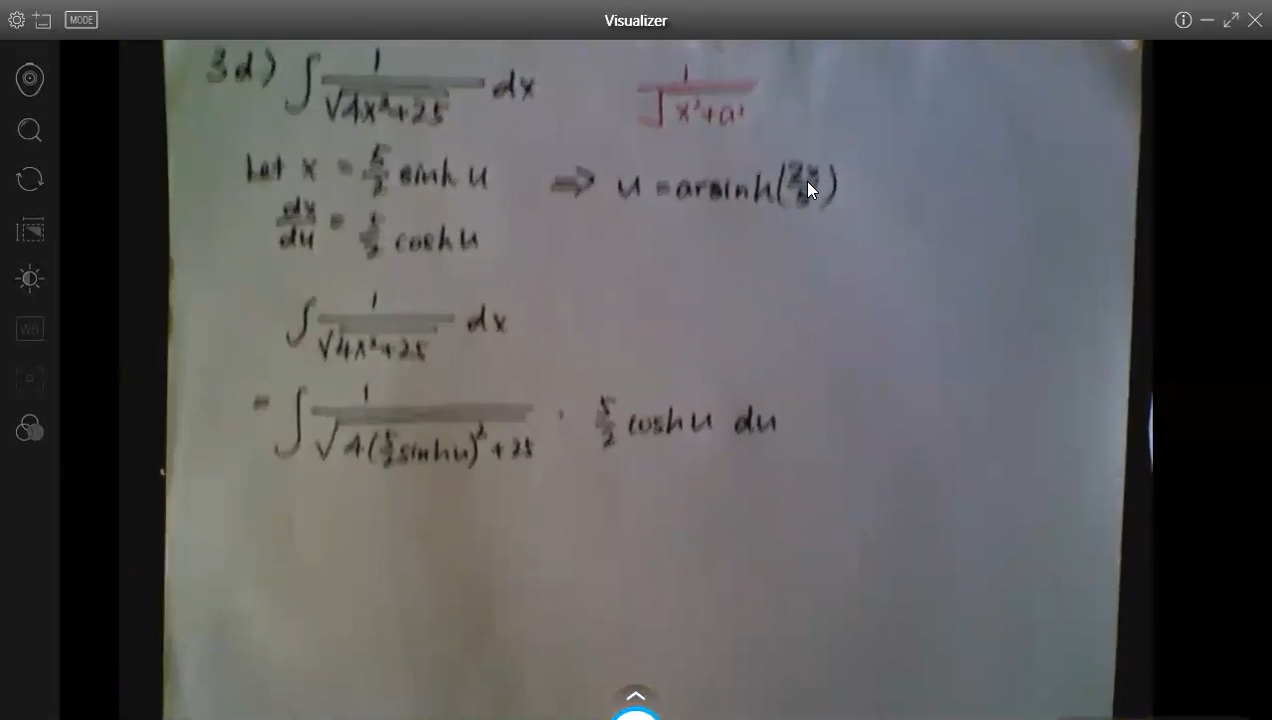 MODE
Visualizer
WB
3d) ∫ 1/√(4x²+25) dx
1/√(x²+a²)
Let x = 5/2 sinh u ⇒ u = arsinh(2x/5)
dx/du = 5/2 cosh u
∫ 1/√(4x²+25) dx
= ∫ 1/√(4(5/2 sinh u)²+25) · 5/2 cosh u du